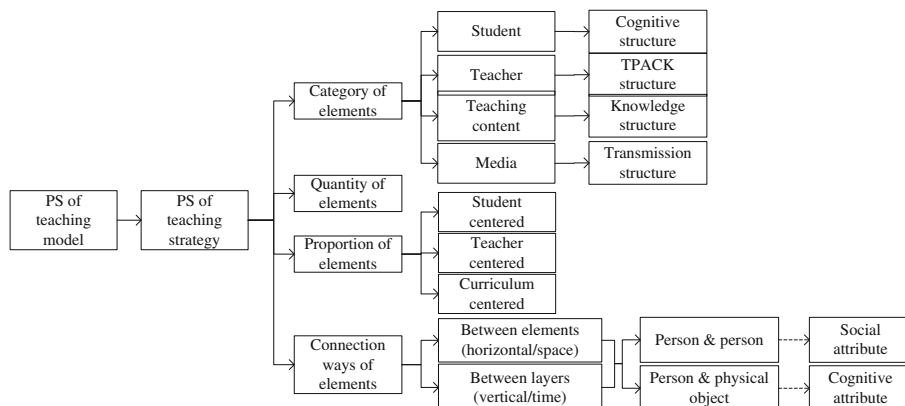 PS of
teaching
model
PS of
teaching
strategy
Category of
elements
Student
Cognitive
structure
Teacher
TPACK
structure
Teaching
content
Knowledge
structure
Media
Transmission
structure
Quantity of
elements
Proportion of
elements
Student
centered
Teacher
centered
Curriculum
centered
Connection
ways of
elements
Between elements
(horizontal/space)
Between layers
(vertical/time)
Person & person
Social
attribute
Person & physical
object
Cognitive
attribute